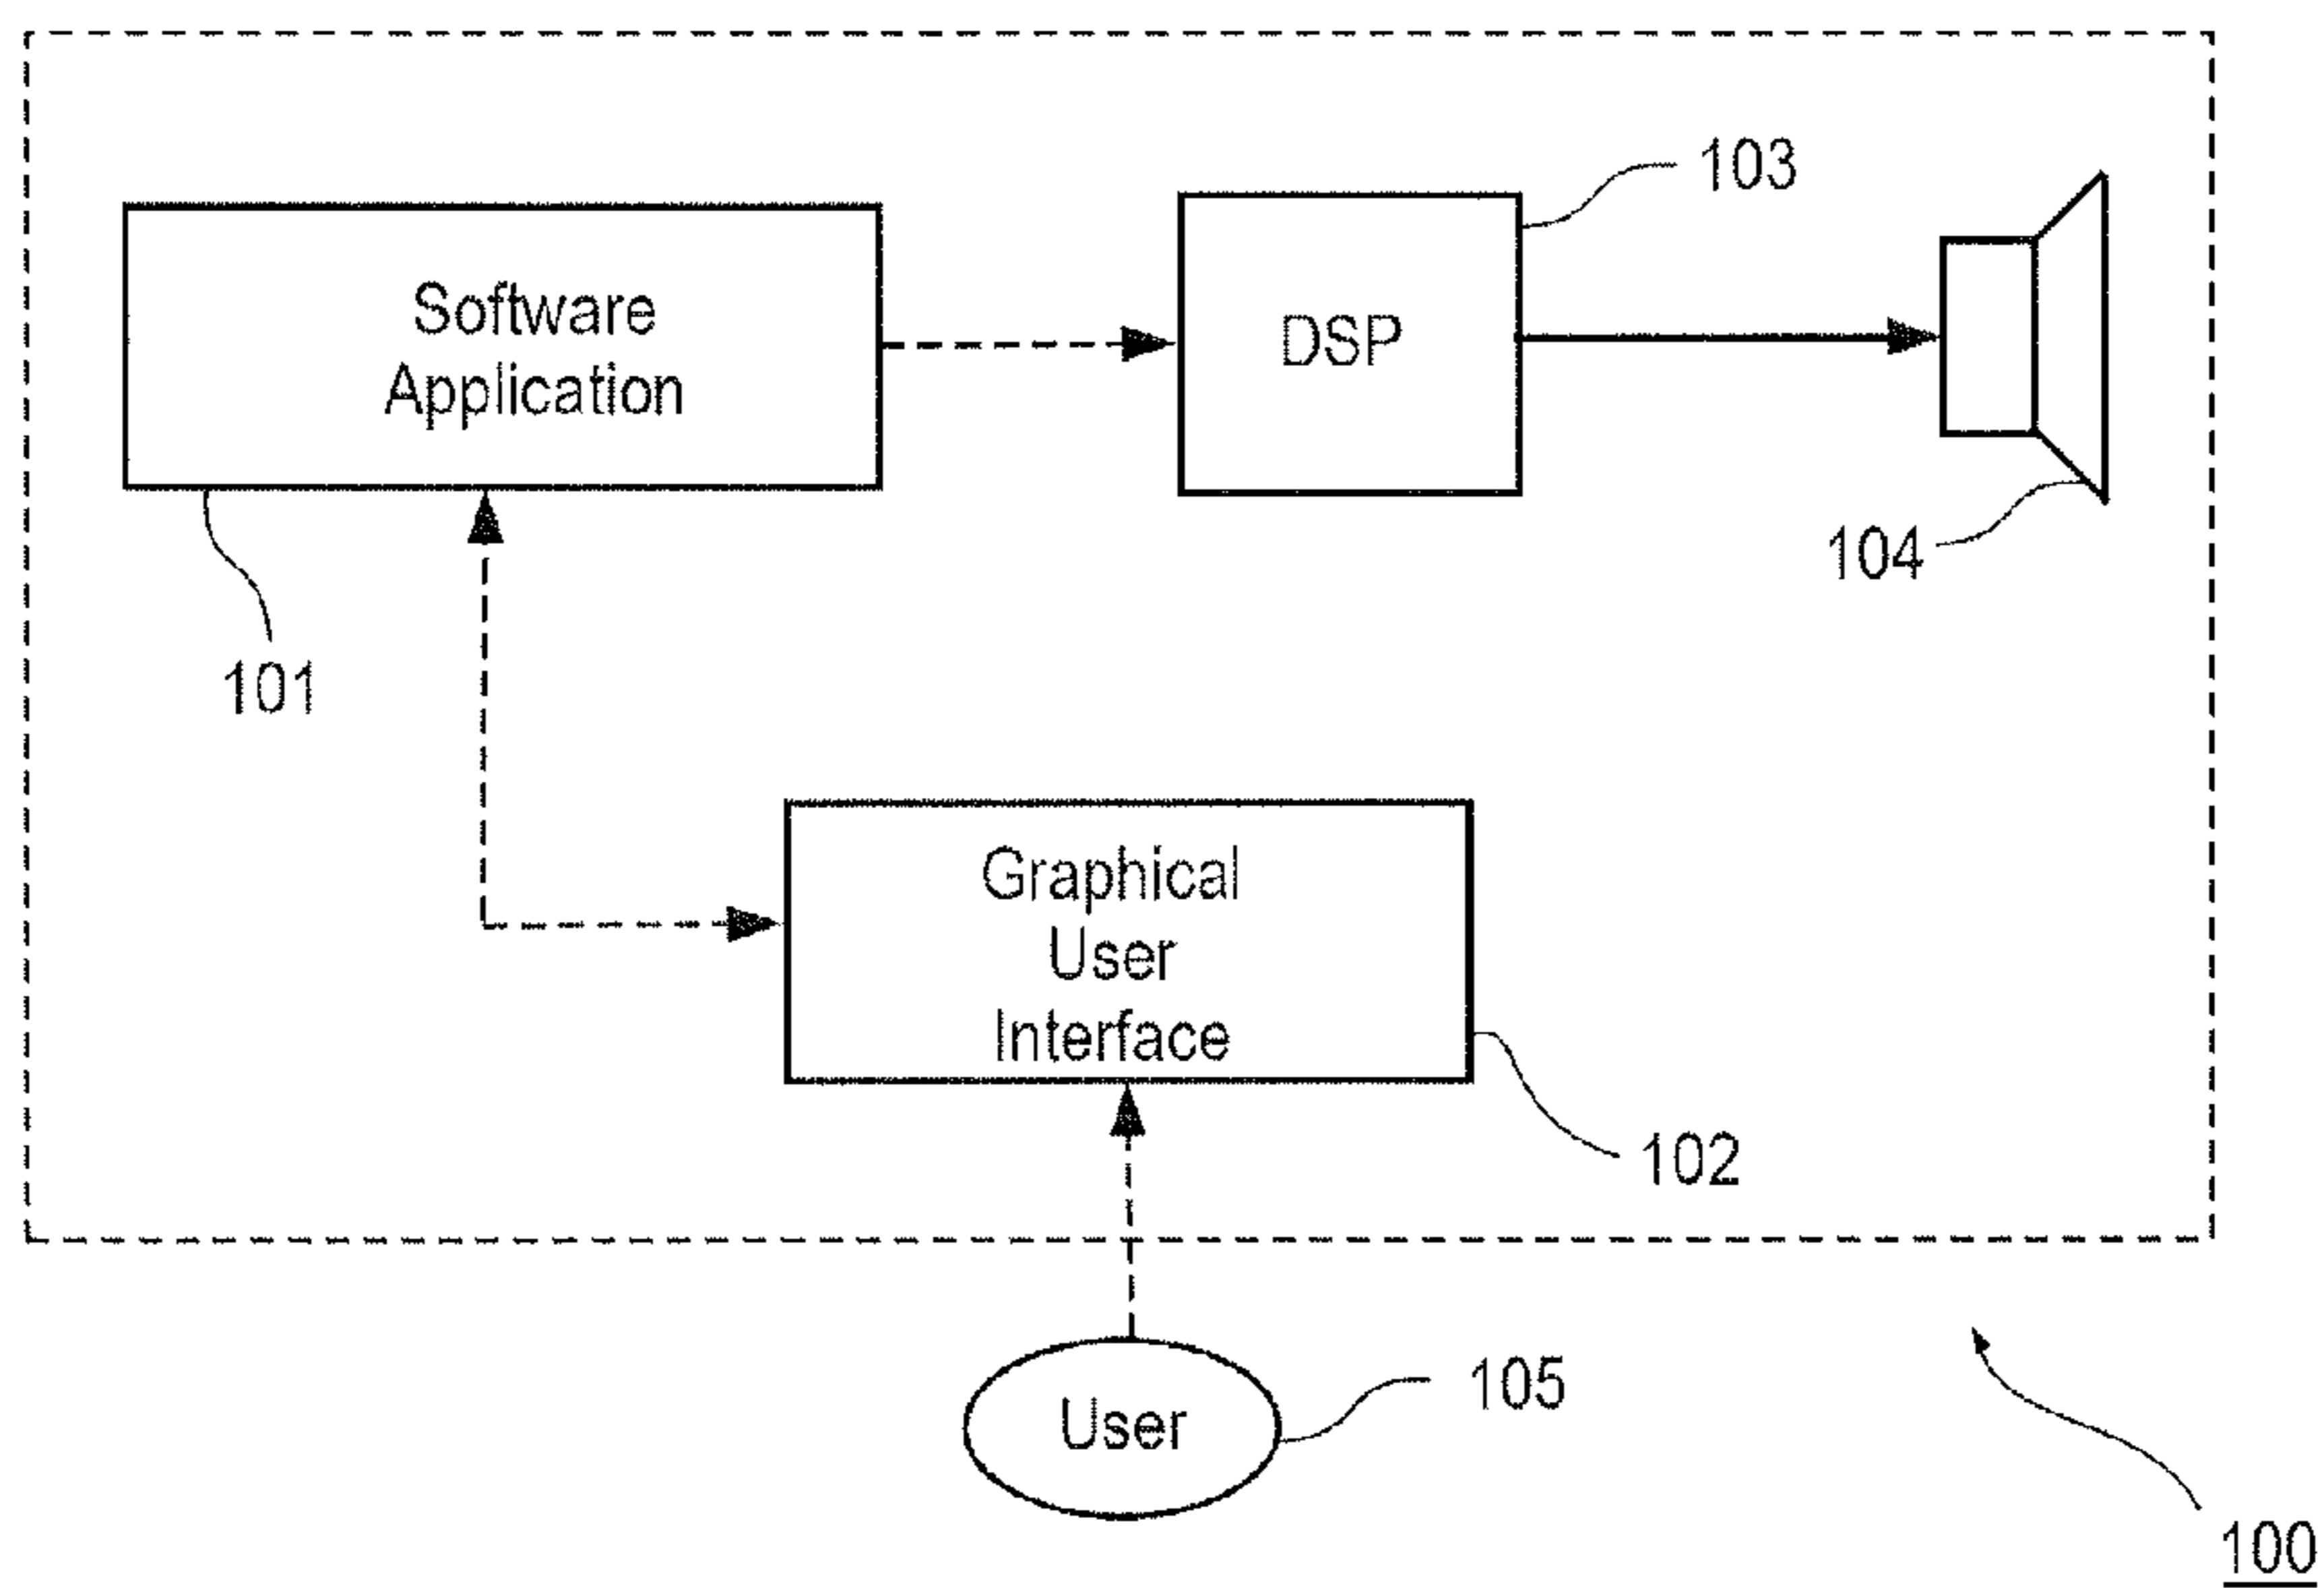 103
Software
Application
DSP
104
101
Graphical
User
Interface
102
User
105
100